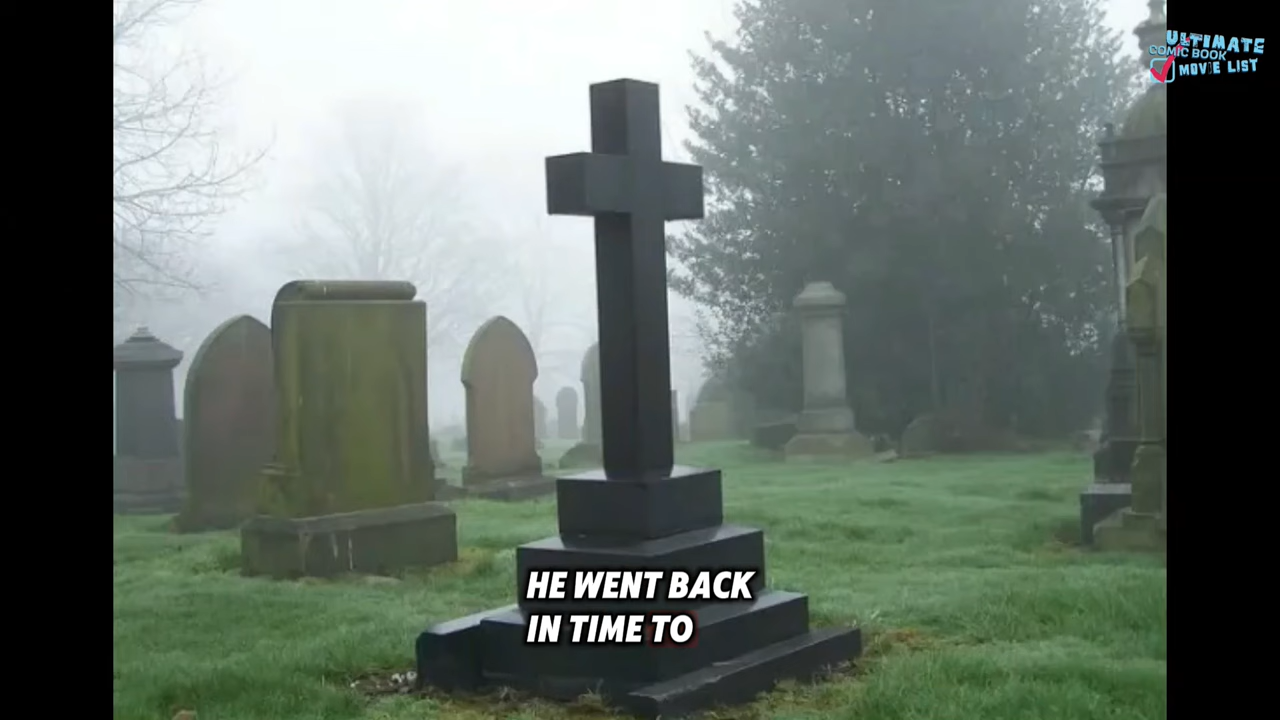 ULTIMATE
COMIC BOOK
MOVIE LIST
HE WENT BACK
IN TIME TO